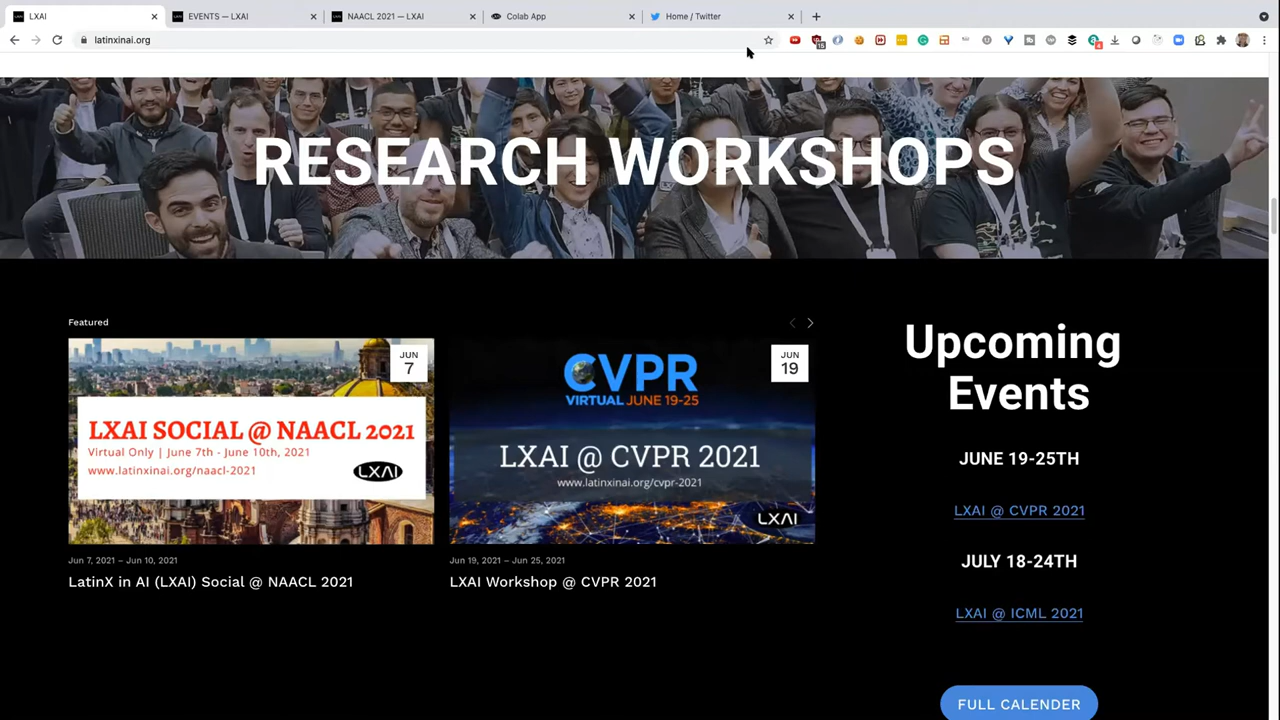 LXAI
EVENTS — LXAI
NAACL 2021 — LXAI
Colab App
Home / Twitter
latinxinai.org
15
4
RESEARCH WORKSHOPS
Featured
JUN
7
LXAI SOCIAL @ NAACL 2021
Virtual Only | June 7th - June 10th, 2021
www.latinxinai.org/naacl-2021
LXAI
Jun 7, 2021 – Jun 10, 2021
LatinX in AI (LXAI) Social @ NAACL 2021
JUN
19
CVPR
VIRTUAL JUNE 19-25
LXAI @ CVPR 2021
www.latinxinai.org/cvpr-2021
LXAI
Jun 19, 2021 – Jun 25, 2021
LXAI Workshop @ CVPR 2021
Upcoming
Events
JUNE 19-25TH
LXAI @ CVPR 2021
JULY 18-24TH
LXAI @ ICML 2021
FULL CALENDER